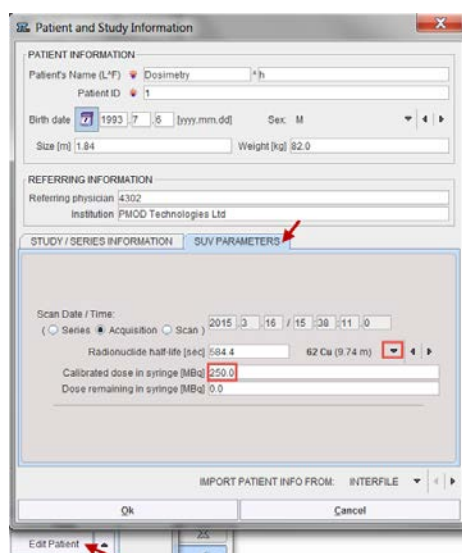 Patient and Study Information
PATIENT INFORMATION
Patient's Name (L^F) Dosimetry ^ h
Patient ID 1
Birth date 7 1993 .7 .6 [yyyy.mm.dd] Sex: M
Size [m] 1.84 Weight [kg] 82.0
REFERRING INFORMATION
Referring physician 4302
Institution PMOD Technologies Ltd
STUDY / SERIES INFORMATION SUV PARAMETERS
Scan Date / Time:
( Series Acquisition Scan ) 2015 .3 .16 / 15 :38 :11 .0
Radionuclide half-life [sec] 584.4 62 Cu (9.74 m)
Calibrated dose in syringe [MBq] 250.0
Dose remaining in syringe [MBq] 0.0
IMPORT PATIENT INFO FROM: INTERFILE
Ok Cancel
Edit Patient